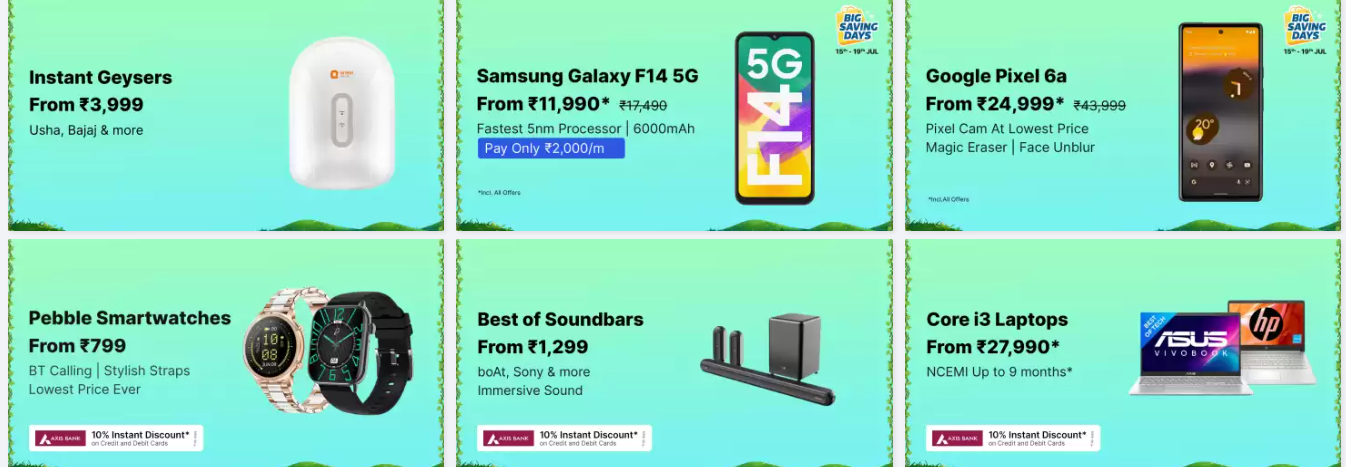 Instant Geysers
From ₹3,999
Usha, Bajaj & more
BIG
SAVING
DAYS
15th - 19th JUL
Samsung Galaxy F14 5G
From ₹11,990* ₹17,490
Fastest 5nm Processor | 6000mAh
Pay Only ₹2,000/m
*Incl. All Offers
5G
F14
BIG
SAVING
DAYS
15th - 19th JUL
Google Pixel 6a
From ₹24,999* ₹43,999
Pixel Cam At Lowest Price
Magic Eraser | Face Unblur
*Incl.All Offers
20°
Pebble Smartwatches
From ₹799
BT Calling | Stylish Straps
Lowest Price Ever
10
08
AXIS BANK
10% Instant Discount*
on Credit and Debit Cards
Best of Soundbars
From ₹1,299
boAt, Sony & more
Immersive Sound
AXIS BANK
10% Instant Discount*
on Credit and Debit Cards
Core i3 Laptops
From ₹27,990*
NCEMI Up to 9 months*
BEST
OF TECH
ASUS
VIVOBOOK
hp
AXIS BANK
10% Instant Discount*
on Credit and Debit Cards